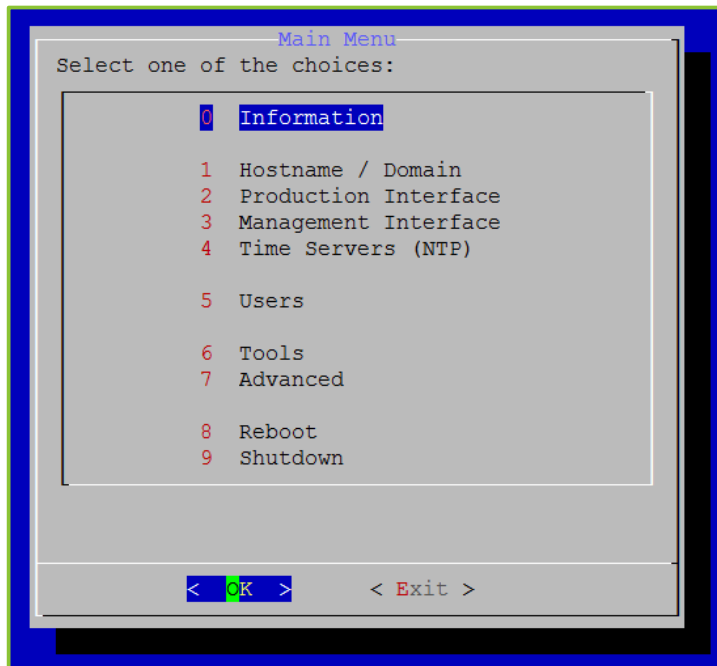 Main Menu
Select one of the choices:
0 Information
1 Hostname / Domain
2 Production Interface
3 Management Interface
4 Time Servers (NTP)
5 Users
6 Tools
7 Advanced
8 Reboot
9 Shutdown
< OK > < Exit >